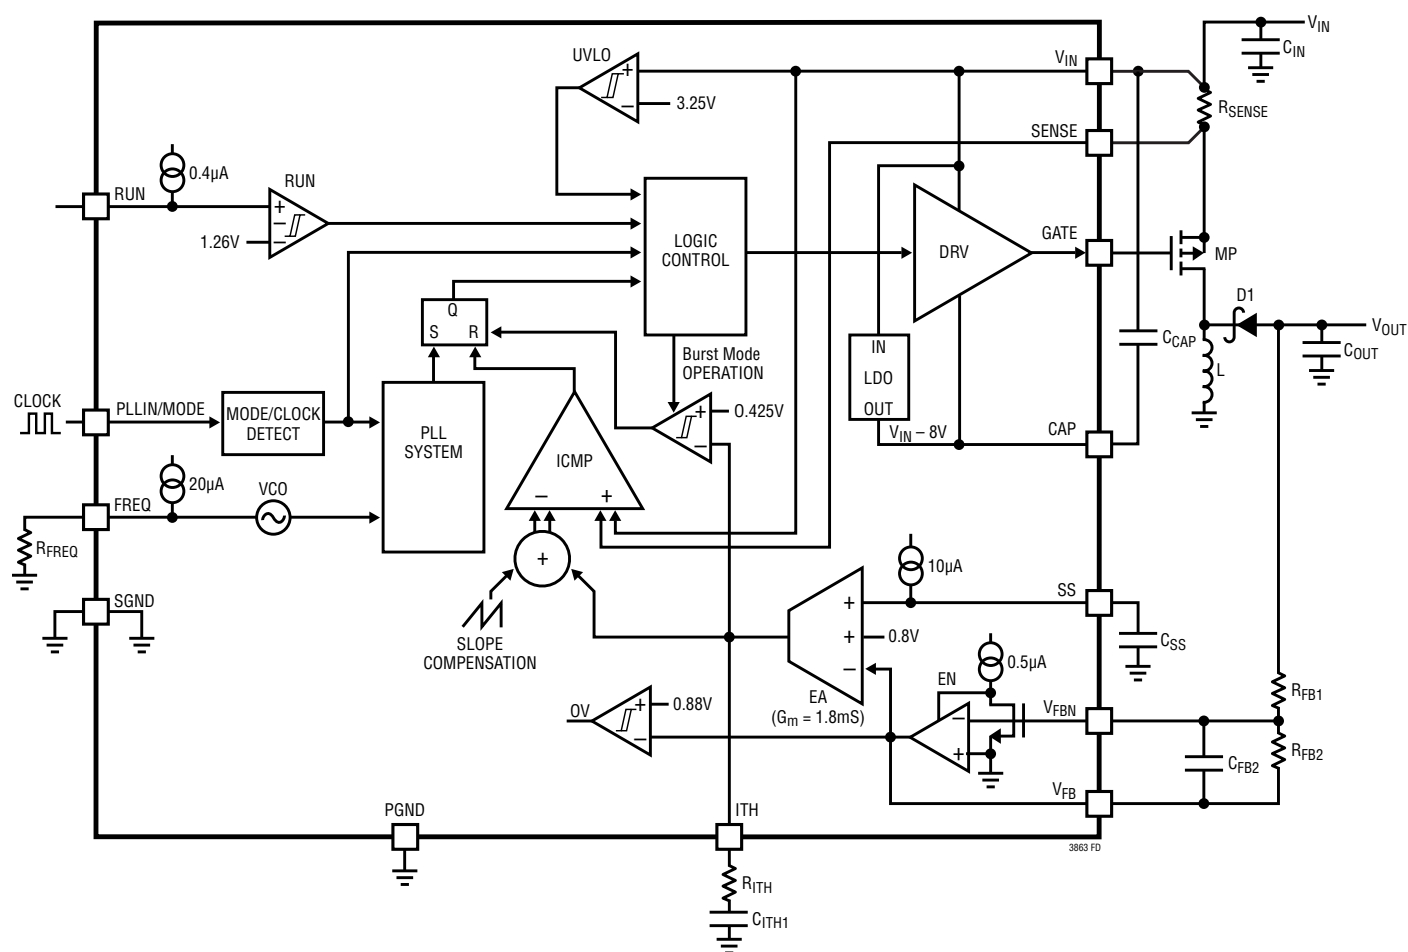 VIN
CIN
UVLO
+
–
3.25V
VIN
RSENSE
SENSE
0.4µA
RUN
RUN
+
–
–
1.26V
LOGIC
CONTROL
DRV
GATE
MP
D1
VOUT
COUT
CCAP
L
Q
S R
Burst Mode
OPERATION
IN
LDO
OUT
VIN – 8V
CAP
CLOCK
PLLIN/MODE
MODE/CLOCK
DETECT
PLL
SYSTEM
+
–
0.425V
ICMP
– +
20µA
FREQ
VCO
RFREQ
+
SLOPE
COMPENSATION
SGND
10µA
SS
CSS
+
+
–
0.8V
EA
(Gm = 1.8mS)
0.5µA
EN
–
+
VFBN
RFB1
RFB2
CFB2
VFB
OV
+
–
0.88V
PGND
ITH
3863 FD
RITH
CITH1